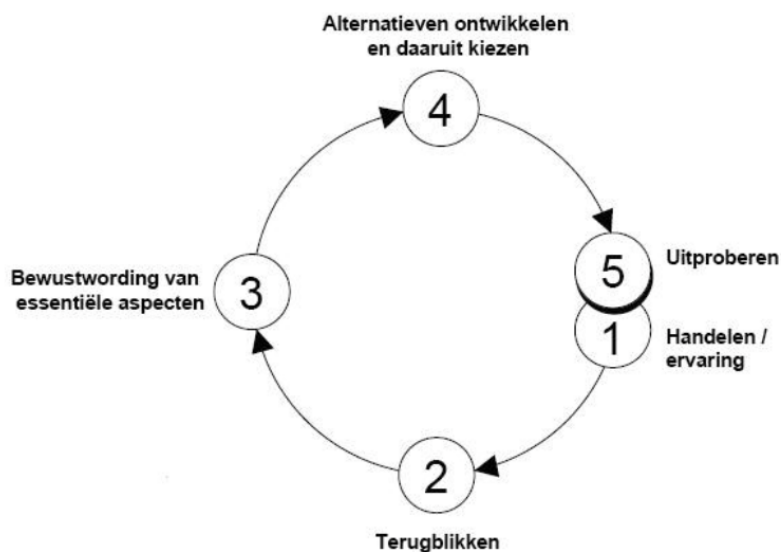 Alternatieven ontwikkelen
en daaruit kiezen
4
5
Uitproberen
Bewustwording van
essentiële aspecten
3
1
Handelen /
ervaring
2
Terugblikken